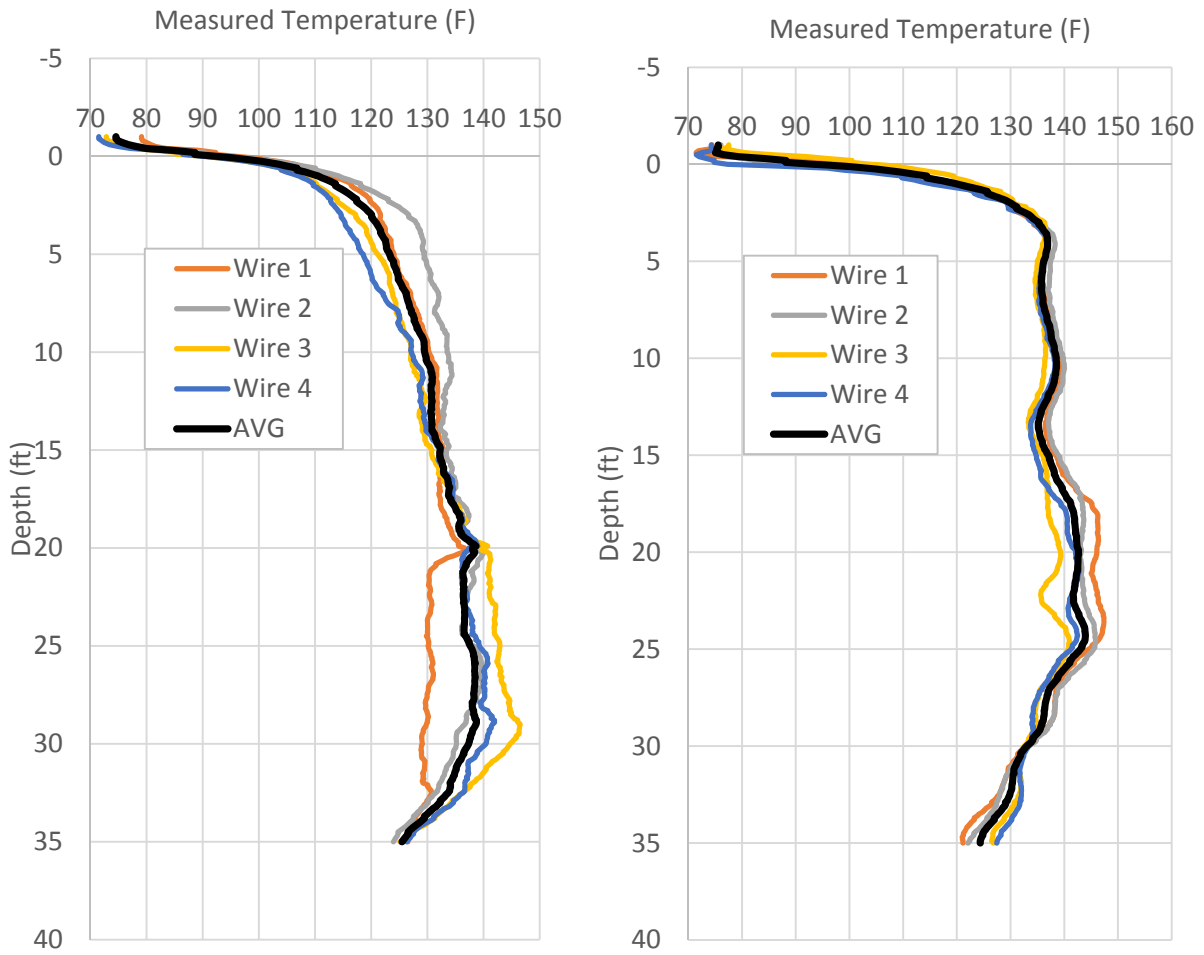 Measured Temperature (F)
-5
70 80 90 100 110 120 130 140 150
0
5
10
15
20
25
30
35
40
Depth (ft)
Wire 1
Wire 2
Wire 3
Wire 4
AVG
Measured Temperature (F)
-5
70 80 90 100 110 120 130 140 150 160
0
5
10
15
20
25
30
35
40
Depth (ft)
Wire 1
Wire 2
Wire 3
Wire 4
AVG